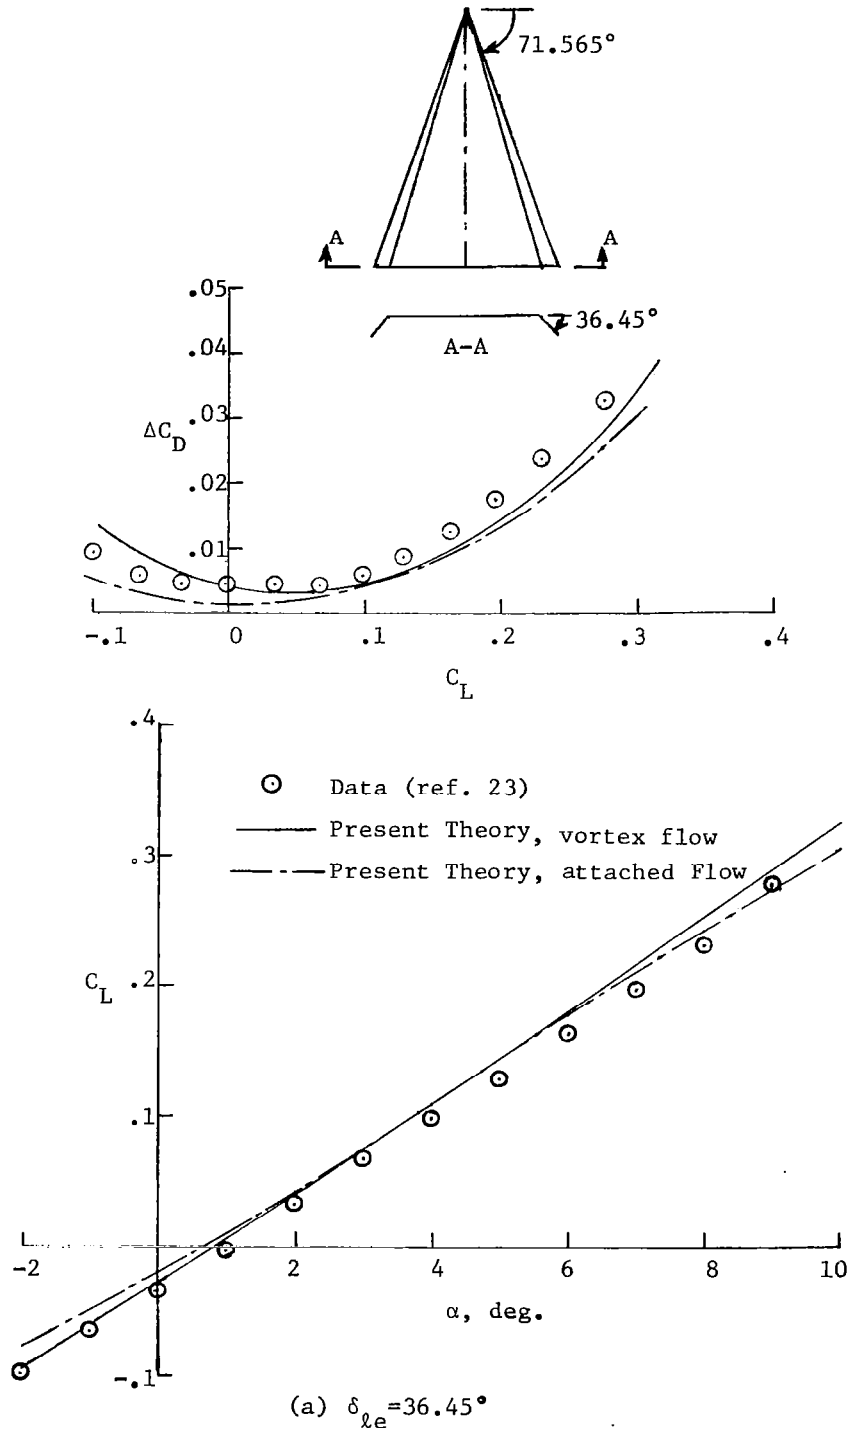 71.565°
A A
36.45°
A-A
.05
.04
.03
ΔC_D
.02
.01
-.1 0 .1 .2 .3 .4
C_L
.4
Data (ref. 23)
Present Theory, vortex flow
.3
Present Theory, attached Flow
C_L .2
.1
-2 2 4 6 8 10
α, deg.
-.1
(a) δ_ℓe=36.45°